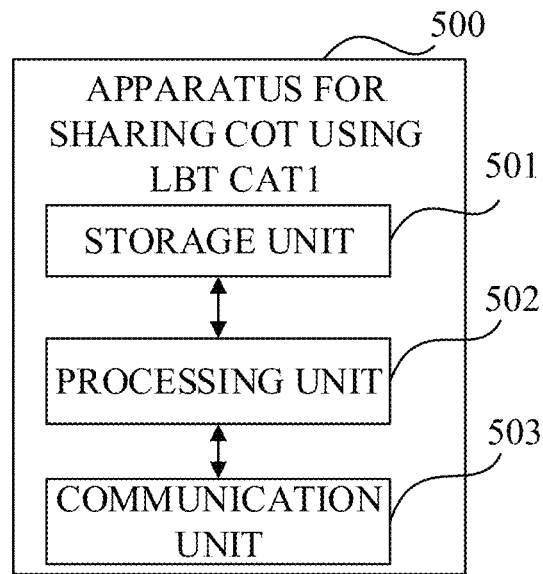 500
APPARATUS FOR
SHARING COT USING
LBT CAT1
501
STORAGE UNIT
502
PROCESSING UNIT
503
COMMUNICATION
UNIT